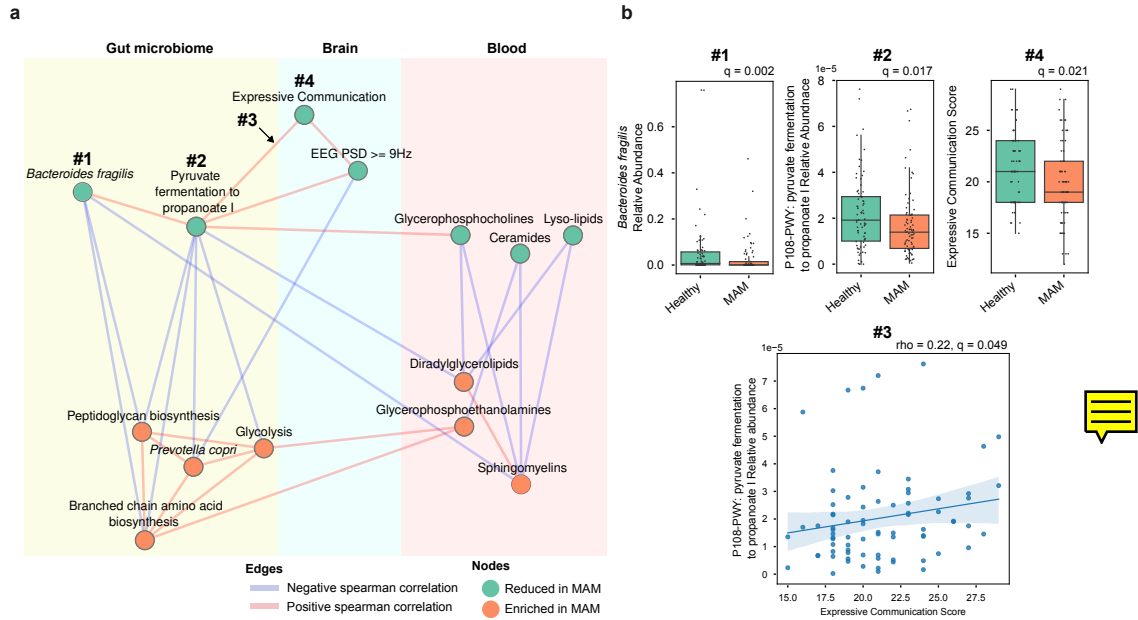 a
Gut microbiome
Brain
Blood
#4
Expressive Communication
#3
EEG PSD >= 9Hz
#1
Bacteroides fragilis
#2
Pyruvate
fermentation to
propanoate I
Glycerophosphocholines
Lyso-lipids
Ceramides
Diradylglycerolipids
Glycerophosphoethanolamines
Peptidoglycan biosynthesis
Glycolysis
Prevotella copri
Sphingomyelins
Branched chain amino acid
biosynthesis
Edges
Negative spearman correlation
Positive spearman correlation
Nodes
Reduced in MAM
Enriched in MAM
b
#1
q = 0.002
Bacteroides fragilis
Relative Abundance
0.6
0.4
0.2
0.0
Healthy
MAM
#2
1e-5
q = 0.017
P108-PWY: pyruvate fermentation
to propanoate I Relative Abundnace
8
6
4
2
0
Healthy
MAM
#4
q = 0.021
Expressive Communication Score
25
20
15
Healthy
MAM
#3
1e-5
rho = 0.22, q = 0.049
P108-PWY: pyruvate fermentation
to propanoate I Relative abundance
7
6
5
4
3
2
1
0
15.0
17.5
20.0
22.5
25.0
27.5
Expressive Communication Score